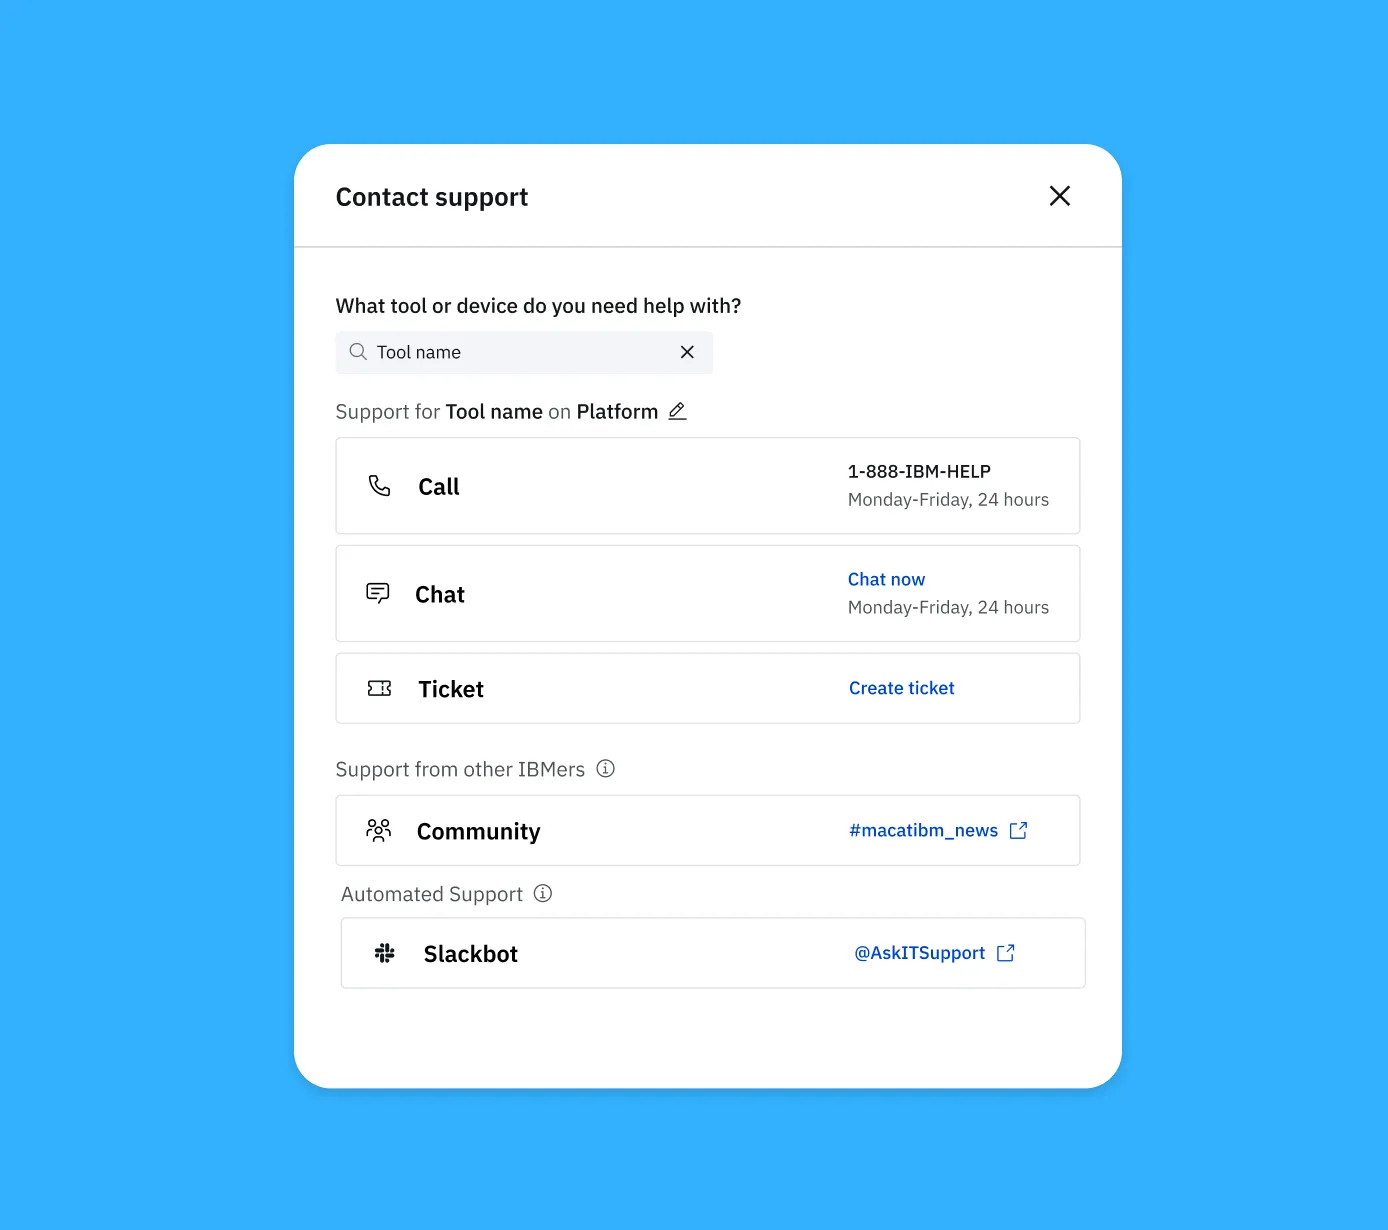 Contact support
What tool or device do you need help with?
Tool name
Support for Tool name on Platform
Call
1-888-IBM-HELP
Monday-Friday, 24 hours
Chat
Chat now
Monday-Friday, 24 hours
Ticket
Create ticket
Support from other IBMers
Community
#macatibm_news
Automated Support
Slackbot
@AskITSupport